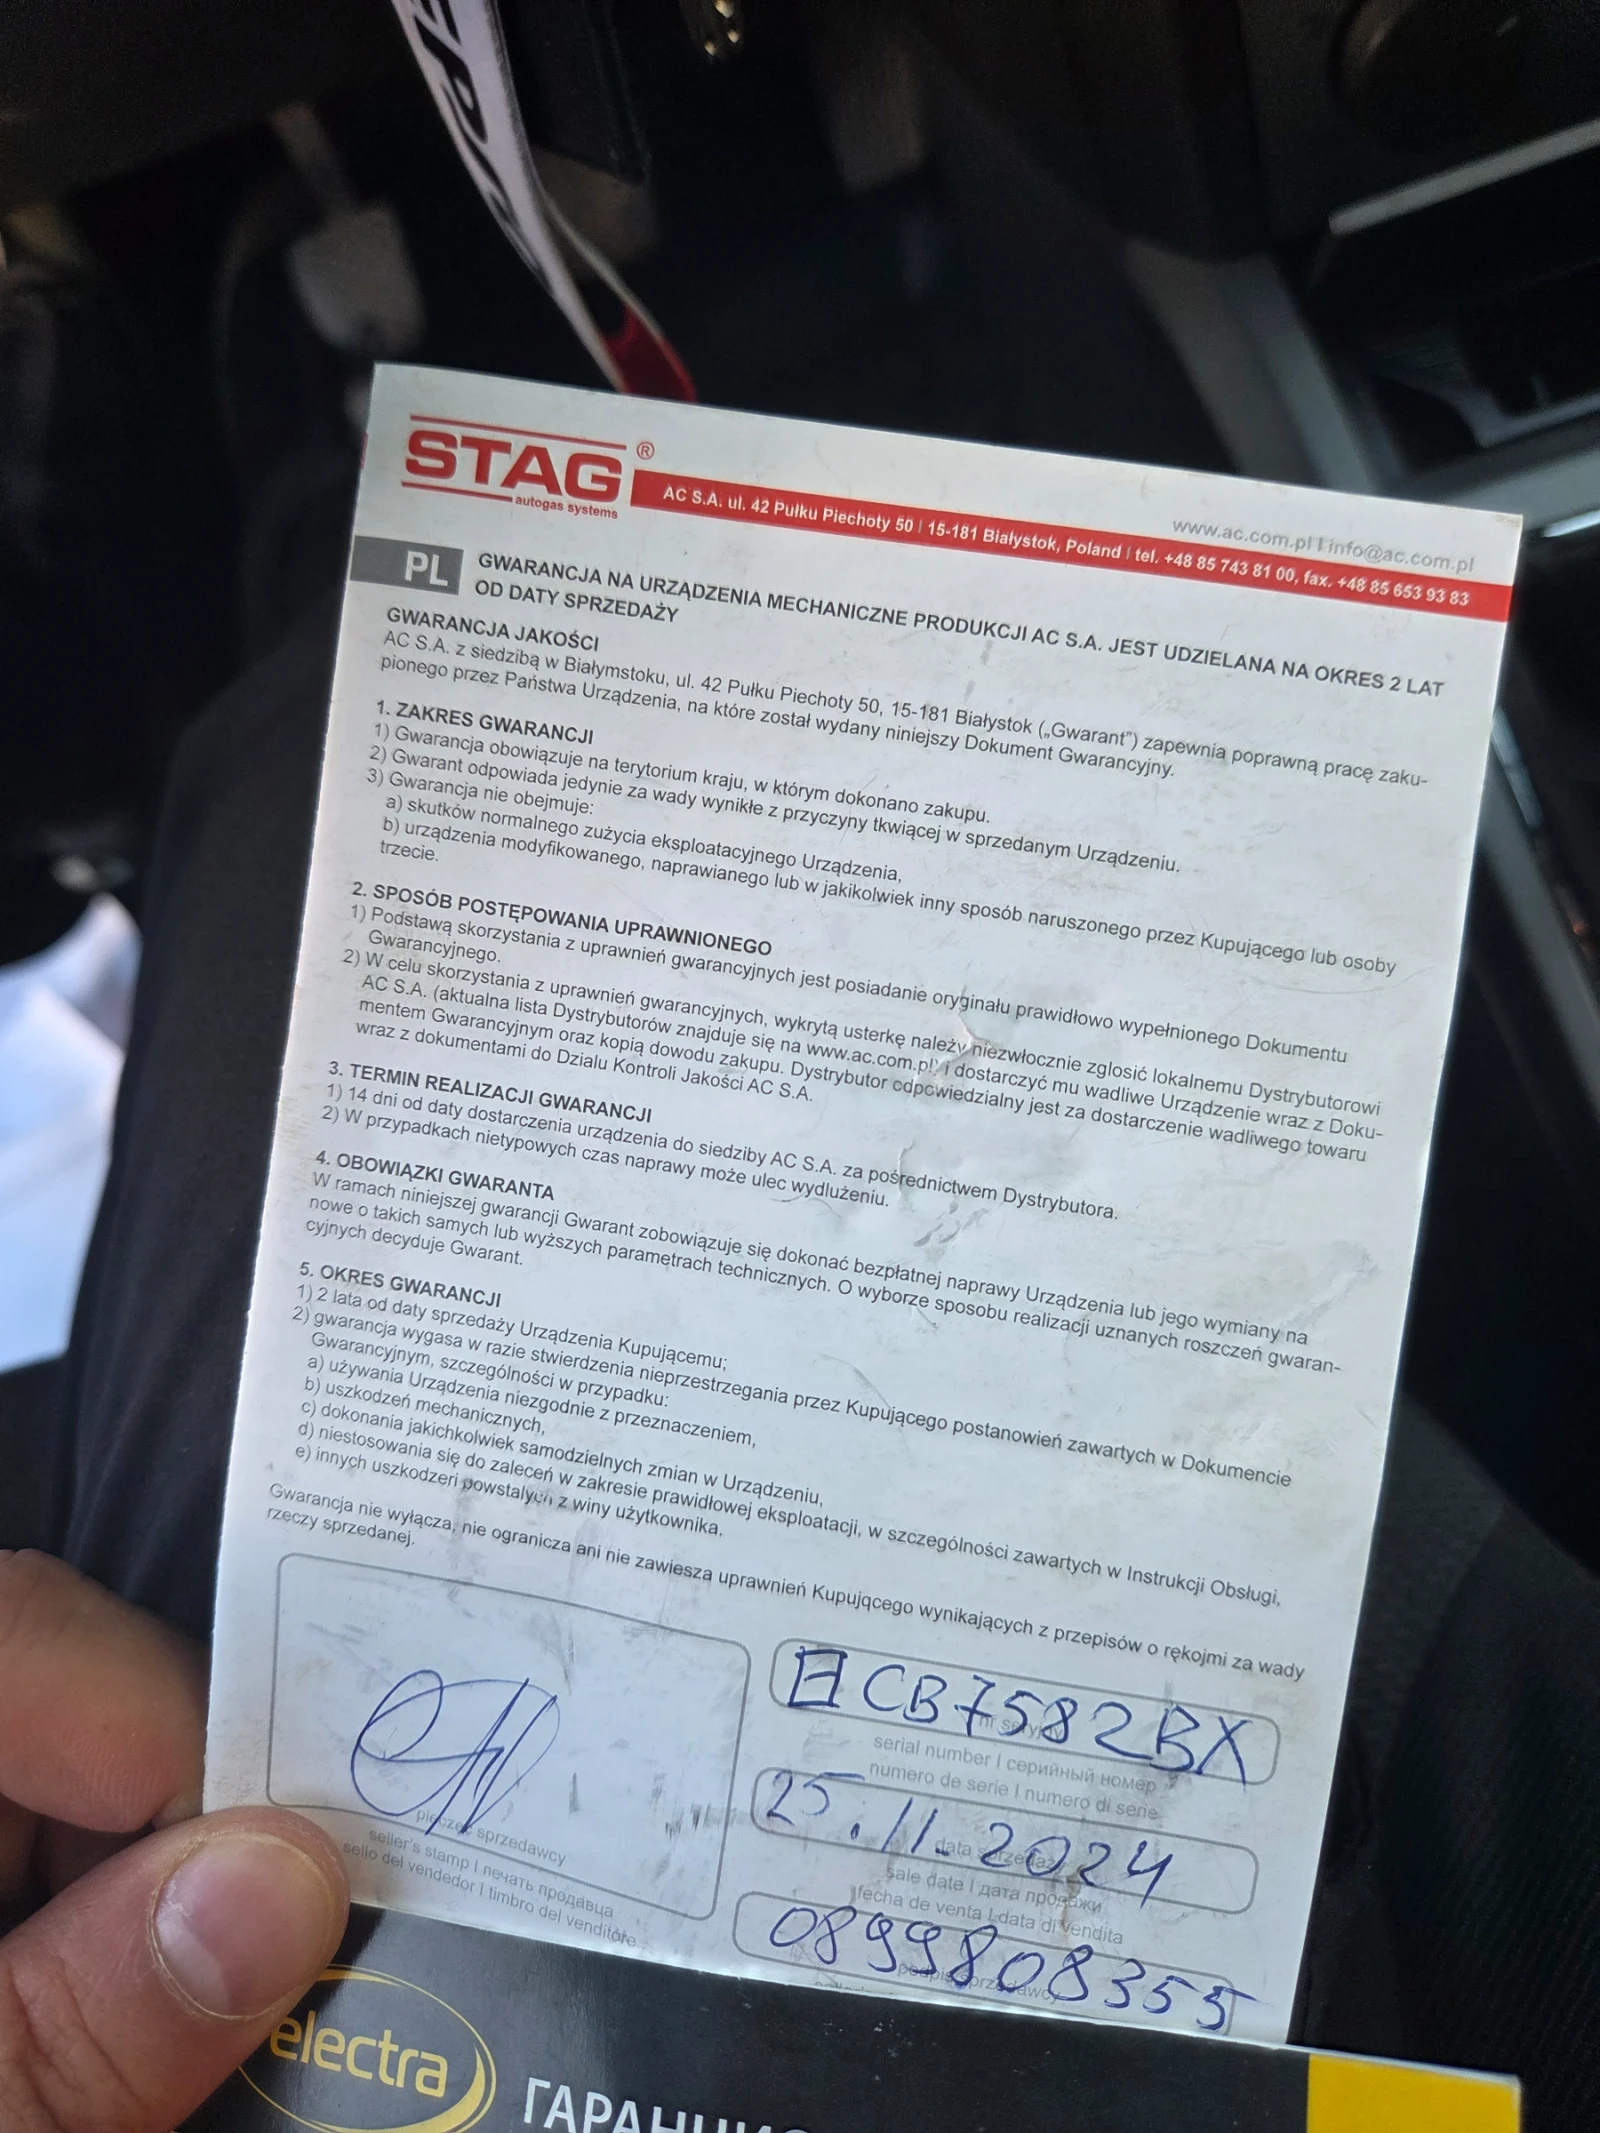 STAG®
autogas systems
www.ac.com.pl | info@ac.com.pl
AC S.A. ul. 42 Pułku Piechoty 50 | 15-181 Białystok, Poland | tel. +48 85 743 81 00, fax. +48 85 653 93 83
PL
GWARANCJA NA URZĄDZENIA MECHANICZNE PRODUKCJI AC S.A. JEST UDZIELANA NA OKRES 2 LAT
OD DATY SPRZEDAŻY
GWARANCJA JAKOŚCI
AC S.A. z siedzibą w Białymstoku, ul. 42 Pułku Piechoty 50, 15-181 Białystok („Gwarant”) zapewnia poprawną pracę zaku-
pionego przez Państwa Urządzenia, na które został wydany niniejszy Dokument Gwarancyjny.
1. ZAKRES GWARANCJI
1) Gwarancja obowiązuje na terytorium kraju, w którym dokonano zakupu.
2) Gwarant odpowiada jedynie za wady wynikłe z przyczyny tkwiącej w sprzedanym Urządzeniu.
3) Gwarancja nie obejmuje:
a) skutków normalnego zużycia eksploatacyjnego Urządzenia,
b) urządzenia modyfikowanego, naprawianego lub w jakikolwiek inny sposób naruszonego przez Kupującego lub osoby
trzecie.
2. SPOSÓB POSTĘPOWANIA UPRAWNIONEGO
1) Podstawą skorzystania z uprawnień gwarancyjnych jest posiadanie oryginału prawidłowo wypełnionego Dokumentu
Gwarancyjnego.
2) W celu skorzystania z uprawnień gwarancyjnych, wykrytą usterkę należy niezwłocznie zgłosić lokalnemu Dystrybutorowi
AC S.A. (aktualna lista Dystrybutorów znajduje się na www.ac.com.pl) i dostarczyć mu wadliwe Urządzenie wraz z Doku-
mentem Gwarancyjnym oraz kopią dowodu zakupu. Dystrybutor odpowiedzialny jest za dostarczenie wadliwego towaru
wraz z dokumentami do Działu Kontroli Jakości AC S.A.
3. TERMIN REALIZACJI GWARANCJI
1) 14 dni od daty dostarczenia urządzenia do siedziby AC S.A. za pośrednictwem Dystrybutora.
2) W przypadkach nietypowych czas naprawy może ulec wydłużeniu.
4. OBOWIĄZKI GWARANTA
W ramach niniejszej gwarancji Gwarant zobowiązuje się dokonać bezpłatnej naprawy Urządzenia lub jego wymiany na
nowe o takich samych lub wyższych parametrach technicznych. O wyborze sposobu realizacji uznanych roszczeń gwaran-
cyjnych decyduje Gwarant.
5. OKRES GWARANCJI
1) 2 lata od daty sprzedaży Urządzenia Kupującemu;
2) gwarancja wygasa w razie stwierdzenia nieprzestrzegania przez Kupującego postanowień zawartych w Dokumencie
Gwarancyjnym, szczególności w przypadku:
a) używania Urządzenia niezgodnie z przeznaczeniem,
b) uszkodzeń mechanicznych,
c) dokonania jakichkolwiek samodzielnych zmian w Urządzeniu,
d) niestosowania się do zaleceń w zakresie prawidłowej eksploatacji, w szczególności zawartych w Instrukcji Obsługi,
e) innych uszkodzeń powstałych z winy użytkownika.
Gwarancja nie wyłącza, nie ogranicza ani nie zawiesza uprawnień Kupującego wynikających z przepisów o rękojmi za wady
rzeczy sprzedanej.
CB7582BX
nr seryjny
serial number | серийный номер
numero de serie | numero di serie
25.11.2024
data sprzedaży
sale date | дата продажи
fecha de venta | data di vendita
0899808355
podpis sprzedawcy
pieczęć sprzedawcy
seller's stamp | печать продавца
sello del vendedor | timbro del venditore
electra